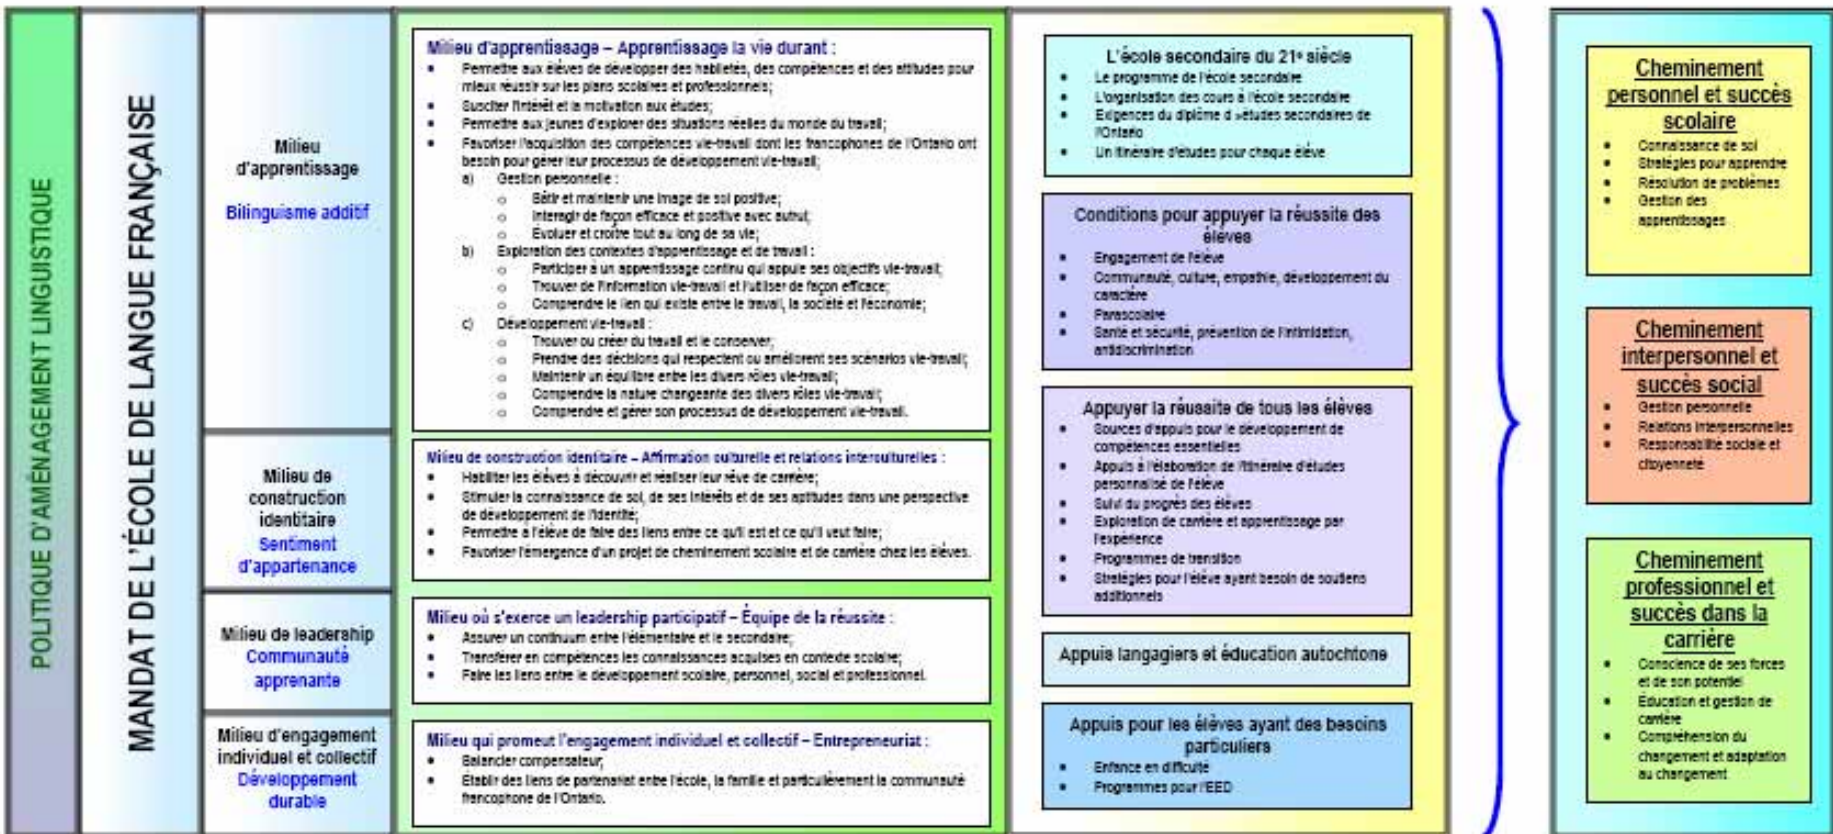 POLITIQUE D'AMÉNAGEMENT LINGUISTIQUE
MANDAT DE L'ÉCOLE DE LANGUE FRANÇAISE
Milieu
d'apprentissage
Bilinguisme additif
Milieu de
construction
identitaire
Sentiment
d'appartenance
Milieu de leadership
Communauté
apprenante
Milieu d'engagement
individuel et collectif
Développement
durable
Milieu d'apprentissage – Apprentissage la vie durant :
• Permettre aux élèves de développer des habiletés, des compétences et des attitudes pour
mieux réussir sur les plans scolaires et professionnels;
• Susciter l'intérêt et la motivation aux études;
• Permettre aux jeunes d'explorer des situations réelles du monde du travail;
• Favoriser l'acquisition des compétences vie-travail dont les francophones de l'Ontario ont
besoin pour gérer leur processus de développement vie-travail;
a) Gestion personnelle :
o Bâtir et maintenir une image de soi positive;
o Interagir de façon efficace et positive avec autrui;
o Évoluer et croître tout au long de sa vie;
b) Exploration des contextes d'apprentissage et de travail :
o Participer à un apprentissage continu qui appuie ses objectifs vie-travail;
o Trouver de l'information vie-travail et l'utiliser de façon efficace;
o Comprendre le lien qui existe entre le travail, la société et l'économie;
c) Développement vie-travail :
o Trouver ou créer du travail et le conserver;
o Prendre des décisions qui respectent ou améliorent ses scénarios vie-travail;
o Maintenir un équilibre entre les divers rôles vie-travail;
o Comprendre la nature changeante des divers rôles vie-travail;
o Comprendre et gérer son processus de développement vie-travail.
Milieu de construction identitaire – Affirmation culturelle et relations interculturelles :
• Habiliter les élèves à découvrir et réaliser leur rêve de carrière;
• Stimuler la connaissance de soi, de ses intérêts et de ses aptitudes dans une perspective
de développement de l'identité;
• Permettre à l'élève de faire des liens entre ce qu'il est et ce qu'il veut faire;
• Favoriser l'émergence d'un projet de cheminement scolaire et de carrière chez les élèves.
Milieu où s'exerce un leadership participatif – Équipe de la réussite :
• Assurer un continuum entre l'élémentaire et le secondaire;
• Transférer en compétences les connaissances acquises en contexte scolaire;
• Faire les liens entre le développement scolaire, personnel, social et professionnel.
Milieu qui promeut l'engagement individuel et collectif – Entrepreneuriat :
• Balancier compensateur;
• Établir des liens de partenariat entre l'école, la famille et particulièrement la communauté
francophone de l'Ontario.
L'école secondaire du 21e siècle
• Le programme de l'école secondaire
• L'organisation des cours à l'école secondaire
• Exigences du diplôme d »études secondaires de
l'Ontario
• Un itinéraire d'études pour chaque élève
Conditions pour appuyer la réussite des
élèves
• Engagement de l'élève
• Communauté, culture, empathie, développement du
caractère
• Parascolaire
• Santé et sécurité, prévention de l'intimidation,
antidiscrimination
Appuyer la réussite de tous les élèves
• Sources d'appuis pour le développement de
compétences essentielles
• Appuis à l'élaboration de l'itinéraire d'études
personnalisé de l'élève
• Suivi du progrès des élèves
• Exploration de carrière et apprentissage par
l'expérience
• Programmes de transition
• Stratégies pour l'élève ayant besoin de soutiens
additionnels
Appuis langagiers et éducation autochtone
Appuis pour les élèves ayant des besoins
particuliers
• Enfance en difficulté
• Programmes pour l'EED
Cheminement
personnel et succès
scolaire
• Connaissance de soi
• Stratégies pour apprendre
• Résolution de problèmes
• Gestion des
apprentissages
Cheminement
interpersonnel et
succès social
• Gestion personnelle
• Relations interpersonnelles
• Responsabilité sociale et
citoyenneté
Cheminement
professionnel et
succès dans la
carrière
• Conscience de ses forces
et de son potentiel
• Éducation et gestion de
carrière
• Compréhension du
changement et adaptation
au changement